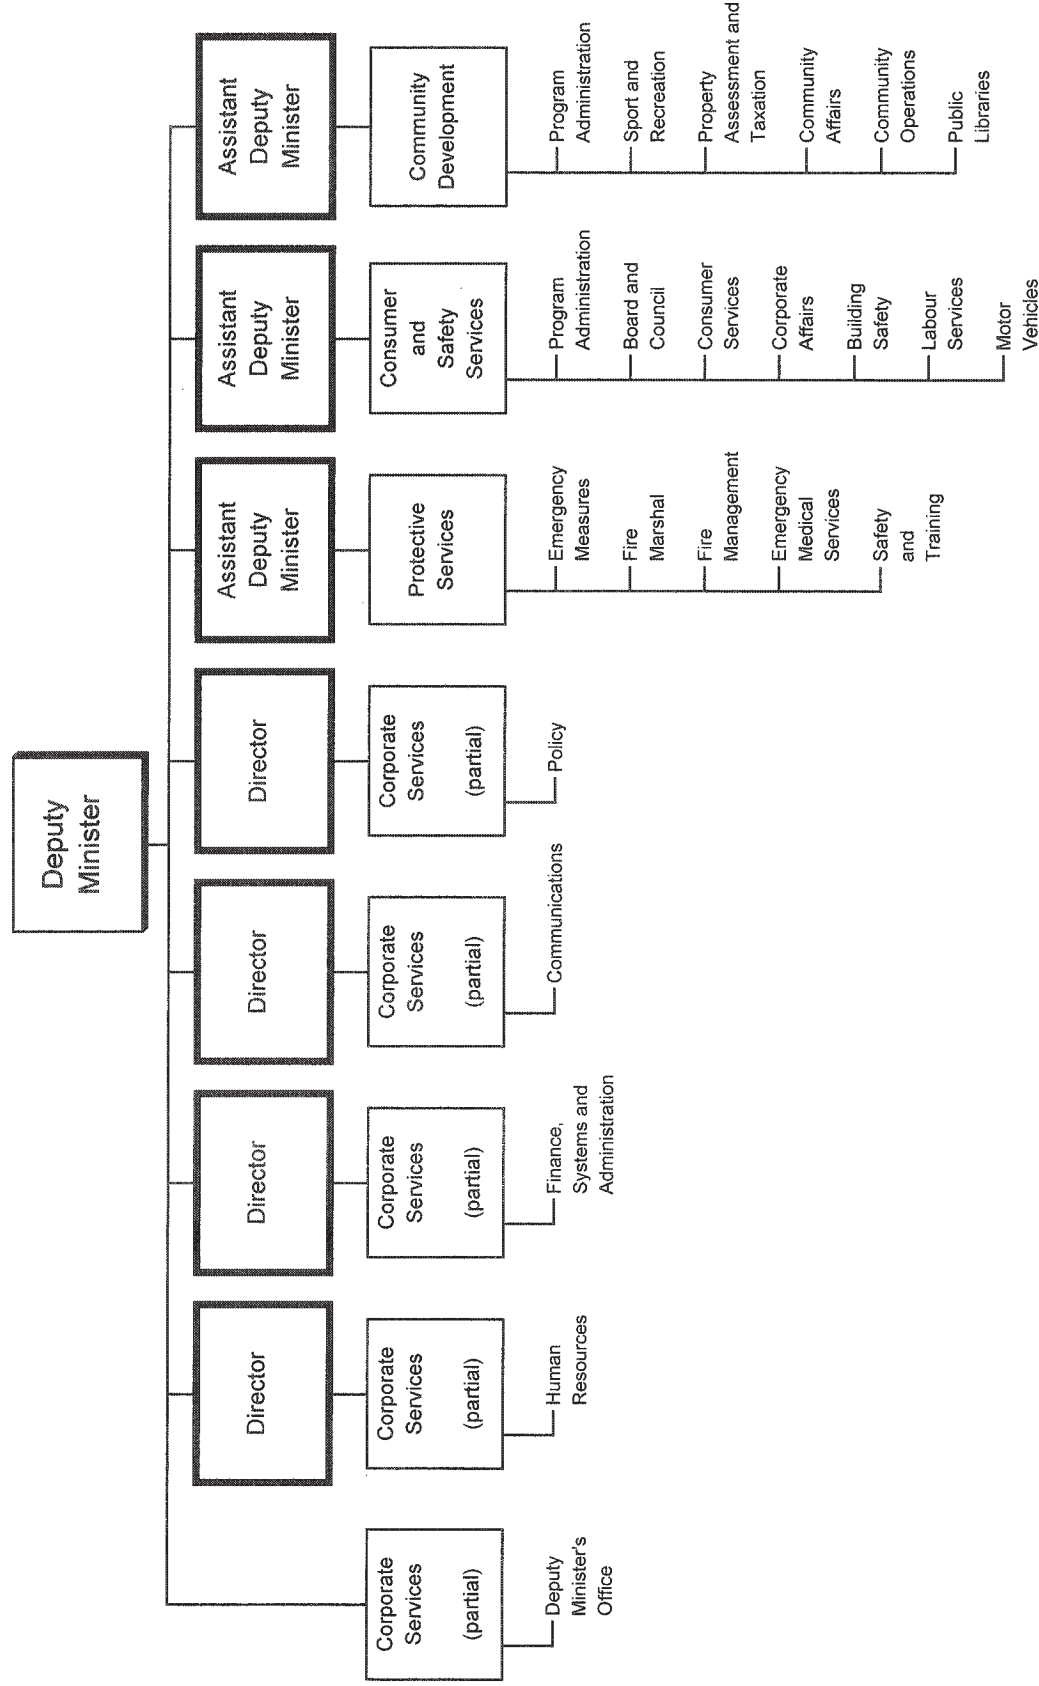 Deputy
Minister
Director
Director
Director
Director
Assistant
Deputy
Minister
Assistant
Deputy
Minister
Assistant
Deputy
Minister
Corporate
Services
(partial)
Deputy
Minister's
Office
Corporate
Services
(partial)
Human
Resources
Corporate
Services
(partial)
Finance,
Systems and
Administration
Corporate
Services
(partial)
Communications
Corporate
Services
(partial)
Policy
Protective
Services
Emergency
Measures
Fire
Marshal
Fire
Management
Emergency
Medical
Services
Safety
and
Training
Consumer
and
Safety
Services
Program
Administration
Board and
Council
Consumer
Services
Corporate
Affairs
Building
Safety
Labour
Services
Motor
Vehicles
Community
Development
Program
Administration
Sport and
Recreation
Property
Assessment and
Taxation
Community
Affairs
Community
Operations
Public
Libraries